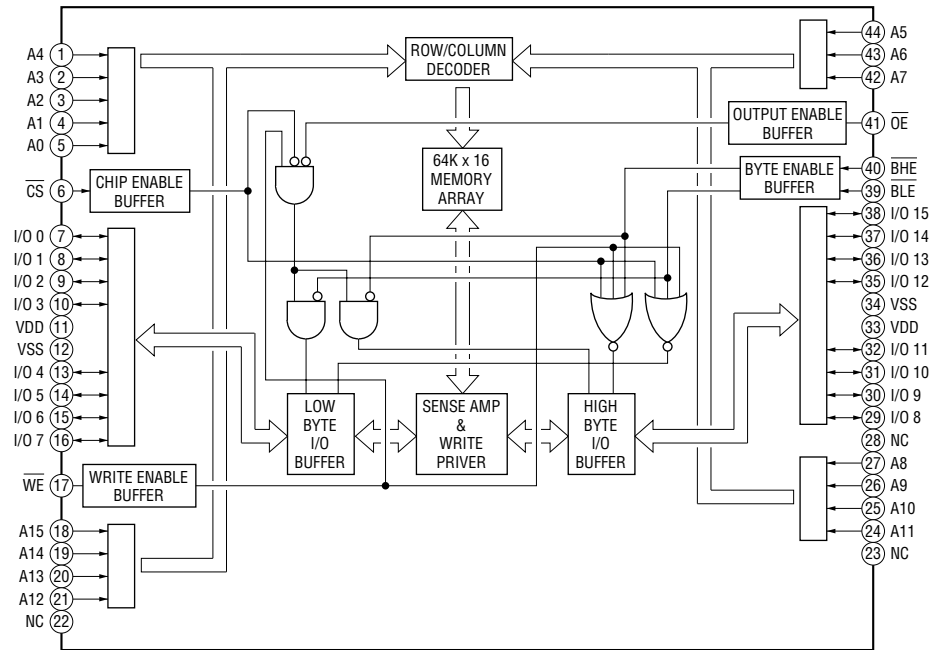 A4 1
A3 2
A2 3
A1 4
A0 5
CS 6
I/O 0 7
I/O 1 8
I/O 2 9
I/O 3 10
VDD 11
VSS 12
I/O 4 13
I/O 5 14
I/O 6 15
I/O 7 16
WE 17
A15 18
A14 19
A13 20
A12 21
NC 22
CHIP ENABLE
BUFFER
WRITE ENABLE
BUFFER
ROW/COLUMN
DECODER
64K x 16
MEMORY
ARRAY
LOW
BYTE
I/O
BUFFER
SENSE AMP
&
WRITE
PRIVER
HIGH
BYTE
I/O
BUFFER
OUTPUT ENABLE
BUFFER
BYTE ENABLE
BUFFER
44 A5
43 A6
42 A7
41 OE
40 BHE
39 BLE
38 I/O 15
37 I/O 14
36 I/O 13
35 I/O 12
34 VSS
33 VDD
32 I/O 11
31 I/O 10
30 I/O 9
29 I/O 8
28 NC
27 A8
26 A9
25 A10
24 A11
23 NC